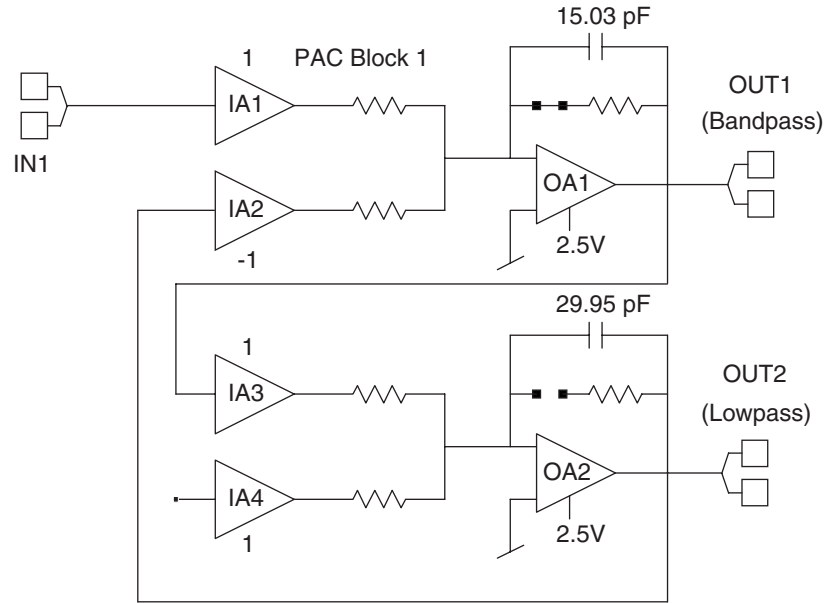 15.03 pF
1
PAC Block 1
IA1
OUT1
(Bandpass)
IN1
IA2
OA1
-1
2.5V
29.95 pF
1
IA3
OUT2
(Lowpass)
IA4
OA2
1
2.5V